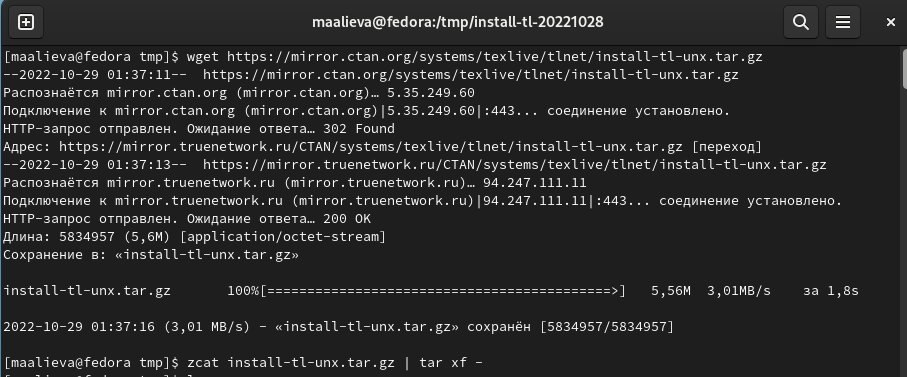 maalieva@fedora:/tmp/install-tl-20221028
[maalieva@fedora tmp]$ wget https://mirror.ctan.org/systems/texlive/tlnet/install-tl-unx.tar.gz
--2022-10-29 01:37:11--  https://mirror.ctan.org/systems/texlive/tlnet/install-tl-unx.tar.gz
Распознаётся mirror.ctan.org (mirror.ctan.org)… 5.35.249.60
Подключение к mirror.ctan.org (mirror.ctan.org)|5.35.249.60|:443... соединение установлено.
HTTP-запрос отправлен. Ожидание ответа… 302 Found
Адрес: https://mirror.truenetwork.ru/CTAN/systems/texlive/tlnet/install-tl-unx.tar.gz [переход]
--2022-10-29 01:37:13--  https://mirror.truenetwork.ru/CTAN/systems/texlive/tlnet/install-tl-unx.tar.gz
Распознаётся mirror.truenetwork.ru (mirror.truenetwork.ru)… 94.247.111.11
Подключение к mirror.truenetwork.ru (mirror.truenetwork.ru)|94.247.111.11|:443... соединение установлено.
HTTP-запрос отправлен. Ожидание ответа… 200 OK
Длина: 5834957 (5,6M) [application/octet-stream]
Сохранение в: «install-tl-unx.tar.gz»
install-tl-unx.tar.gz       100%[===========================================>]   5,56M  3,01MB/s    за 1,8s
2022-10-29 01:37:16 (3,01 MB/s) - «install-tl-unx.tar.gz» сохранён [5834957/5834957]
[maalieva@fedora tmp]$ zcat install-tl-unx.tar.gz | tar xf -